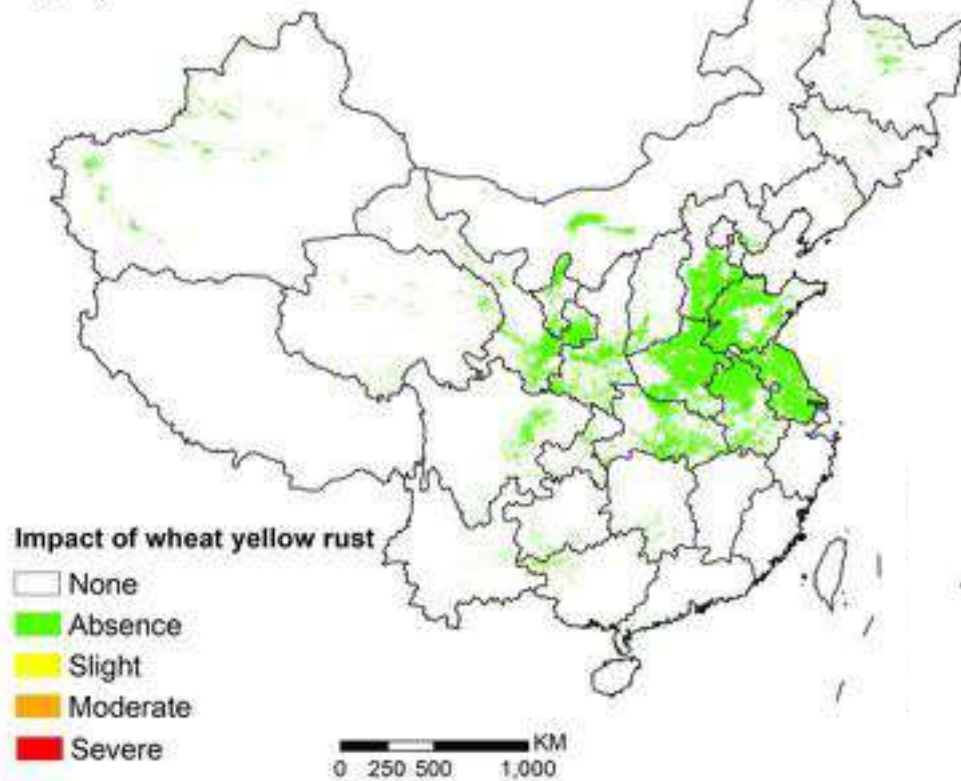 Impact of wheat yellow rust
None
Absence
Slight
Moderate
Severe
KM
0 250 500 1,000